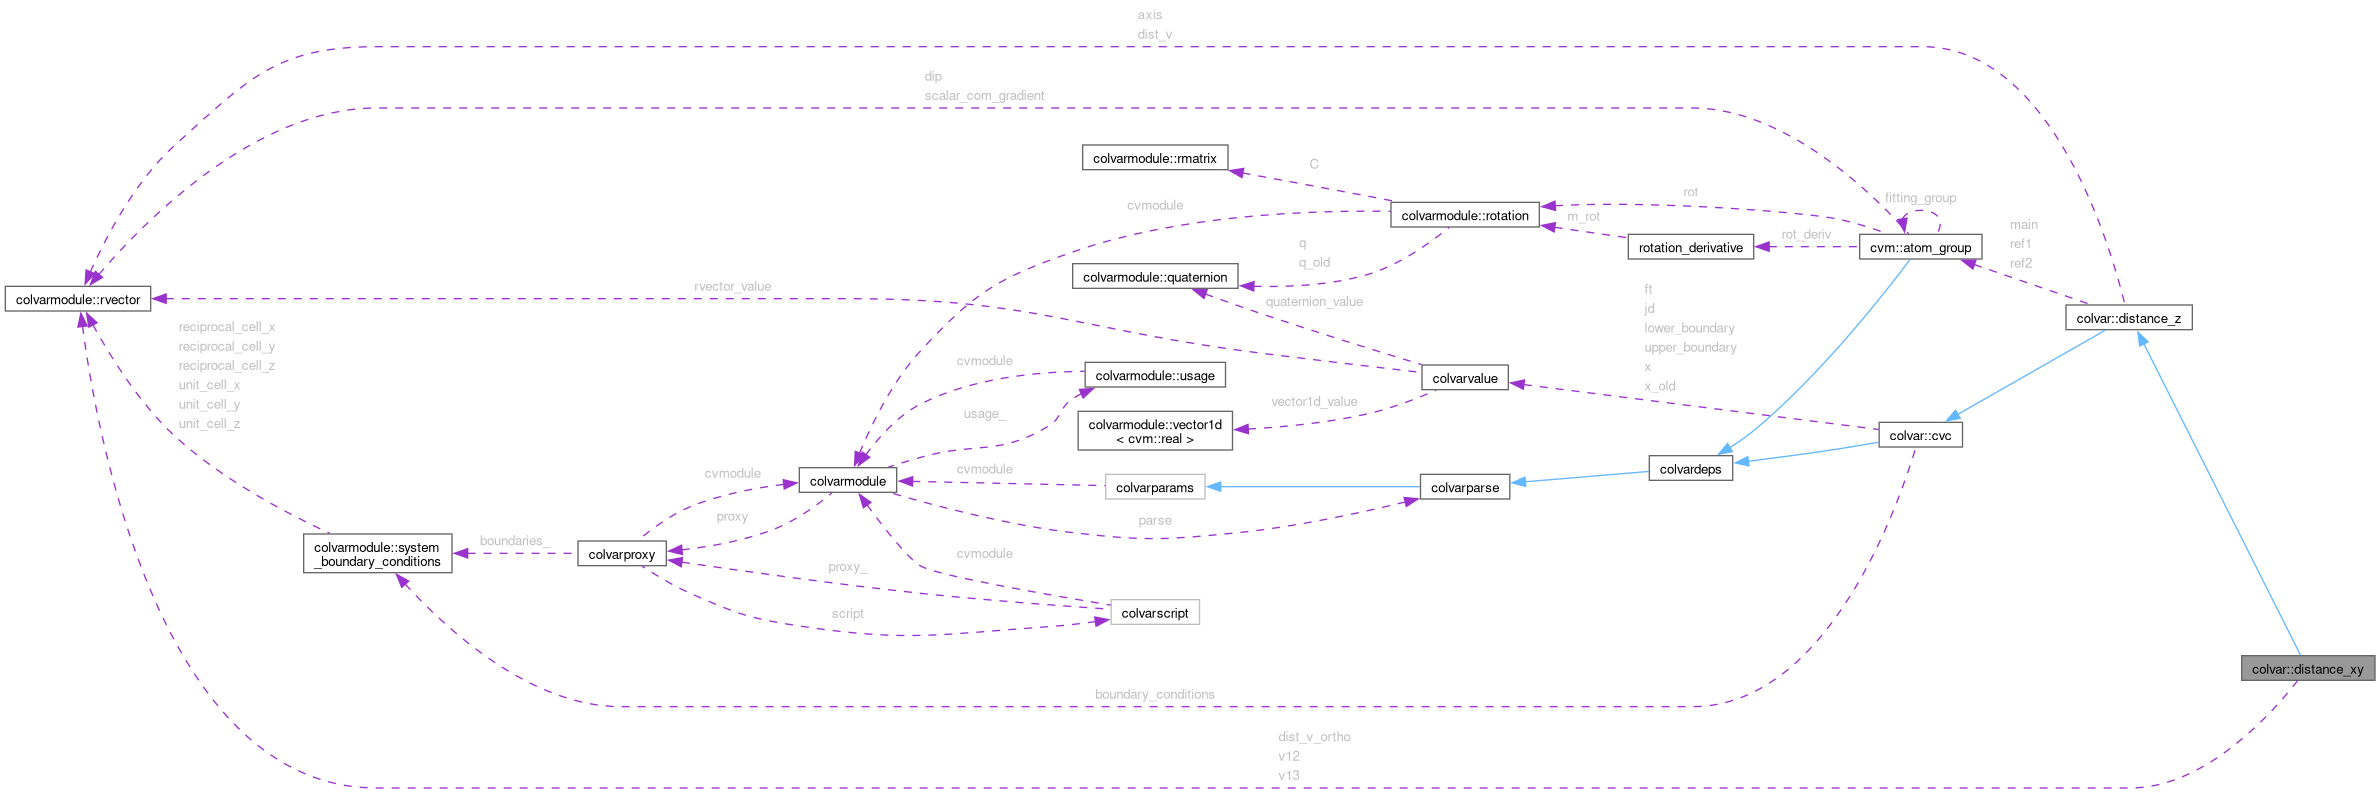 axis
dist_v
dip
scalar_com_gradient
colvarmodule::rmatrix
C
rot
fitting_group
cvmodule
colvarmodule::rotation
m_rot
rotation_derivative
rot_deriv
cvm::atom_group
main
ref1
ref2
q
q_old
colvarmodule::quaternion
colvarmodule::rvector
rvector_value
quaternion_value
ft
jd
lower_boundary
upper_boundary
x
x_old
colvar::distance_z
reciprocal_cell_x
reciprocal_cell_y
reciprocal_cell_z
unit_cell_x
unit_cell_y
unit_cell_z
cvmodule
colvarmodule::usage
colvarvalue
usage_
vector1d_value
colvarmodule::vector1d
< cvm::real >
colvar::cvc
cvmodule
colvarmodule
cvmodule
colvarparams
colvarparse
colvardeps
proxy
parse
colvarmodule::system
_boundary_conditions
boundaries_
colvarproxy
cvmodule
proxy_
script
colvarscript
colvar::distance_xy
boundary_conditions
dist_v_ortho
v12
v13